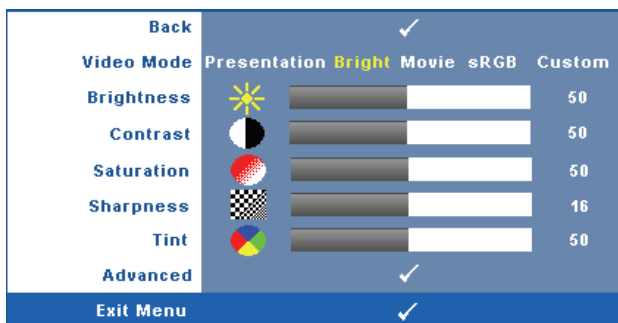 Back
Video Mode Presentation Bright Movie sRGB Custom
Brightness 50
Contrast 50
Saturation 50
Sharpness 16
Tint 50
Advanced
Exit Menu